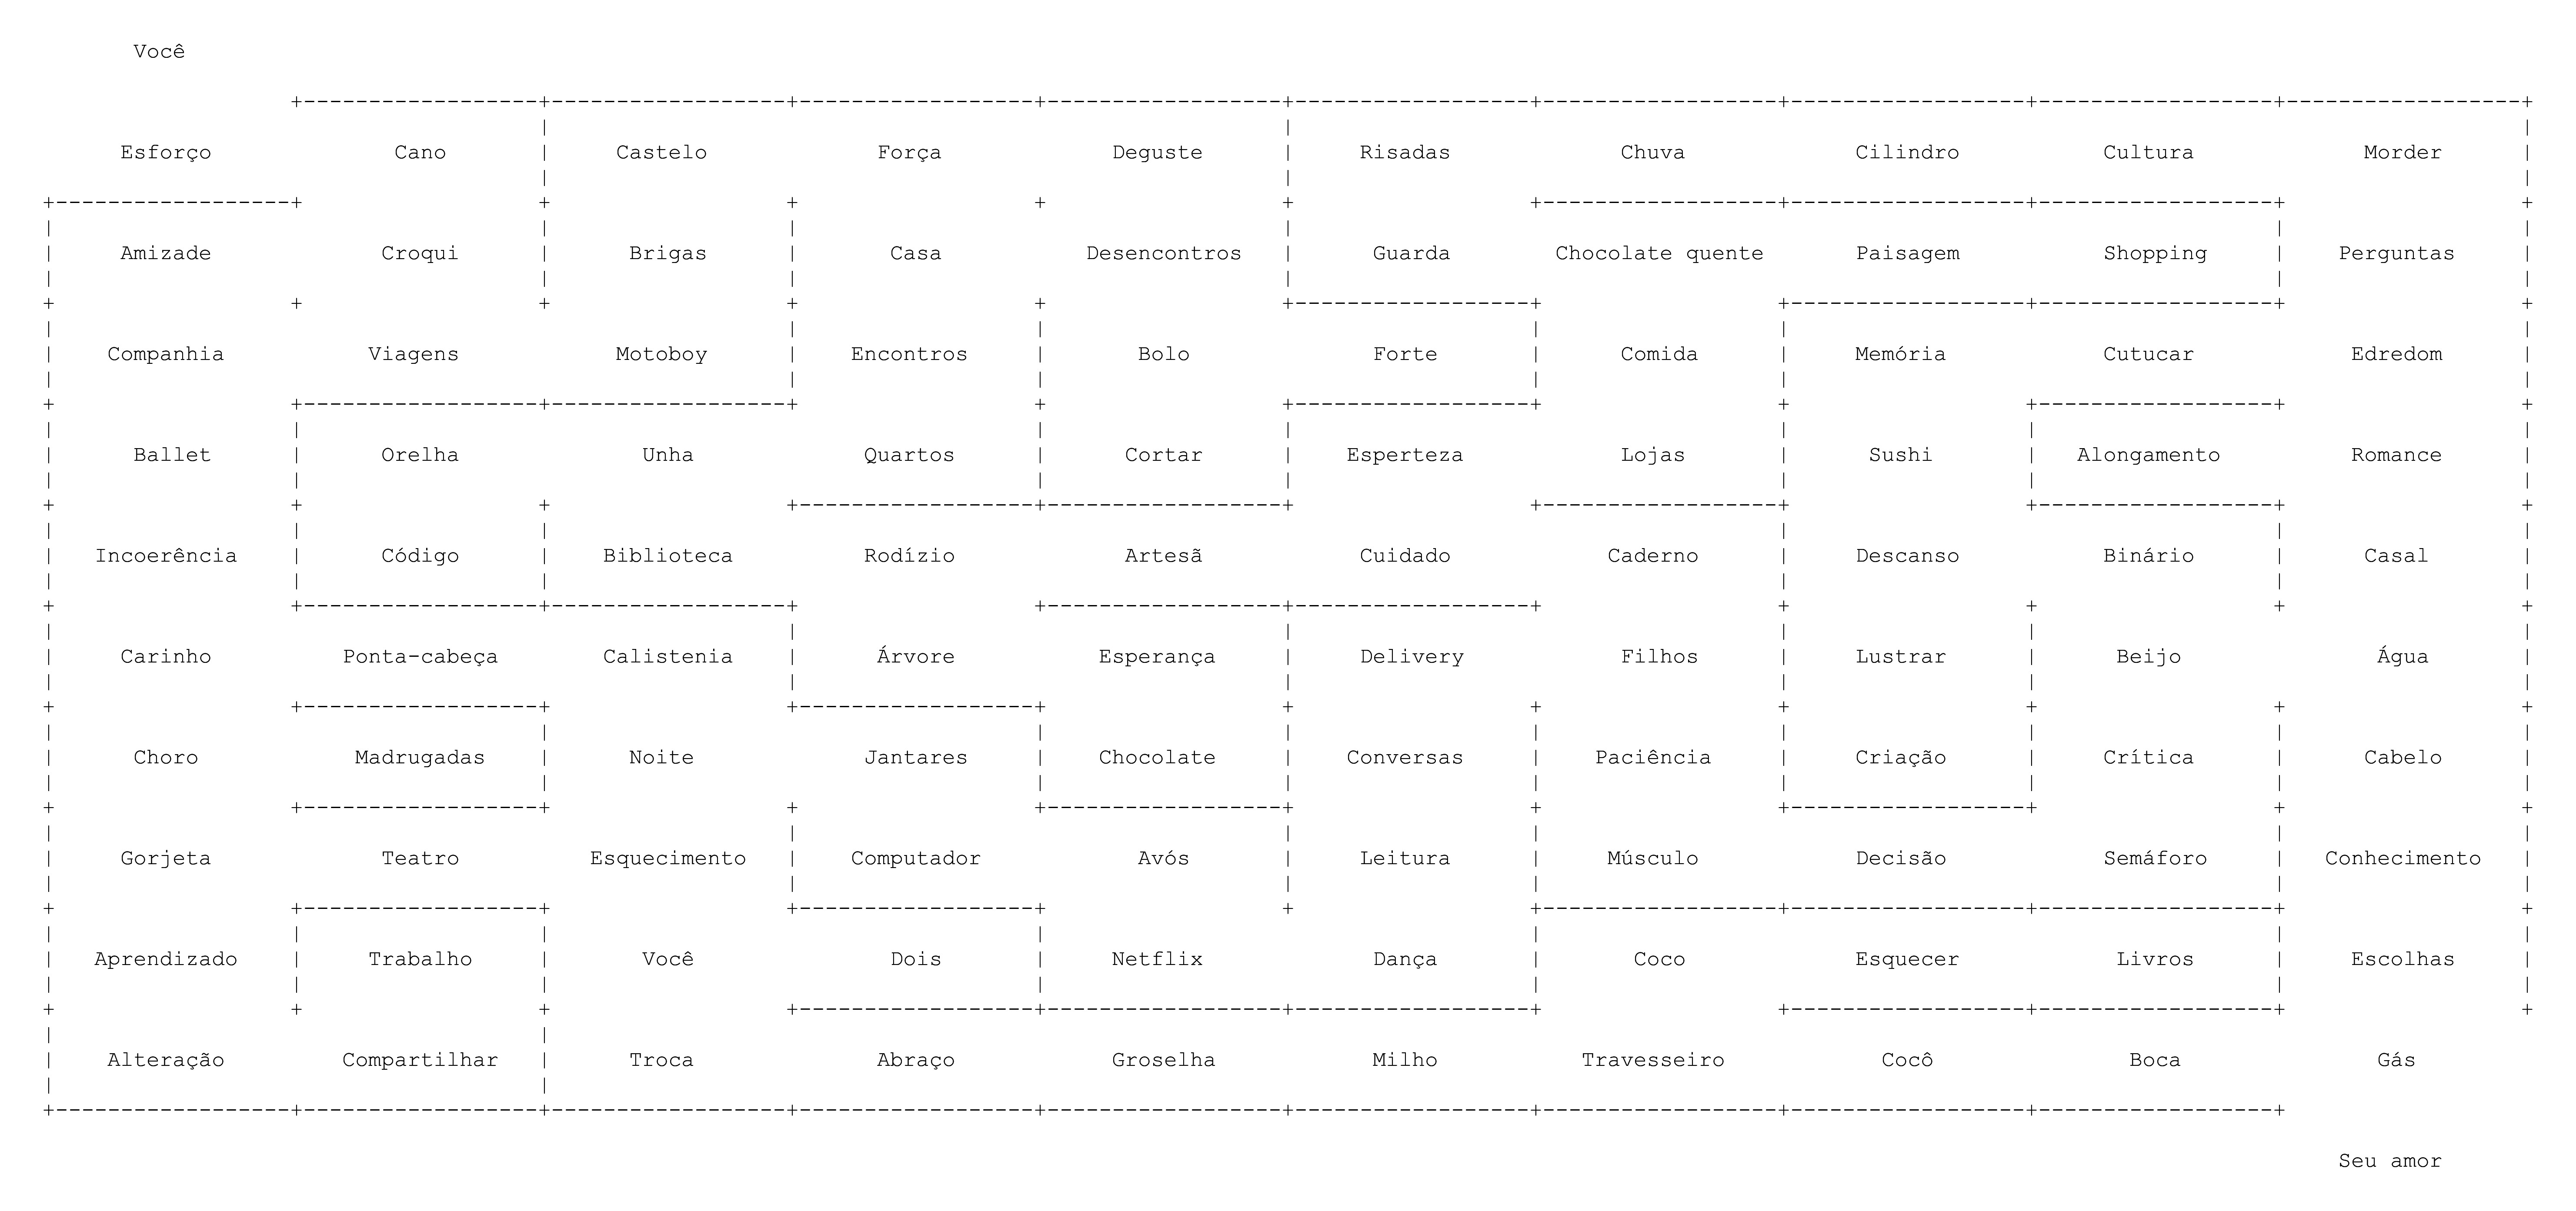 Você
Esforço Cano Castelo Força Deguste Risadas Chuva Cilindro Cultura Morder
Amizade Croqui Brigas Casa Desencontros Guarda Chocolate quente Paisagem Shopping Perguntas
Companhia Viagens Motoboy Encontros Bolo Forte Comida Memória Cutucar Edredom
Ballet Orelha Unha Quartos Cortar Esperteza Lojas Sushi Alongamento Romance
Incoerência Código Biblioteca Rodízio Artesã Cuidado Caderno Descanso Binário Casal
Carinho Ponta-cabeça Calistenia Árvore Esperança Delivery Filhos Lustrar Beijo Água
Choro Madrugadas Noite Jantares Chocolate Conversas Paciência Criação Crítica Cabelo
Gorjeta Teatro Esquecimento Computador Avós Leitura Músculo Decisão Semáforo Conhecimento
Aprendizado Trabalho Você Dois Netflix Dança Coco Esquecer Livros Escolhas
Alteração Compartilhar Troca Abraço Groselha Milho Travesseiro Cocô Boca Gás
Seu amor